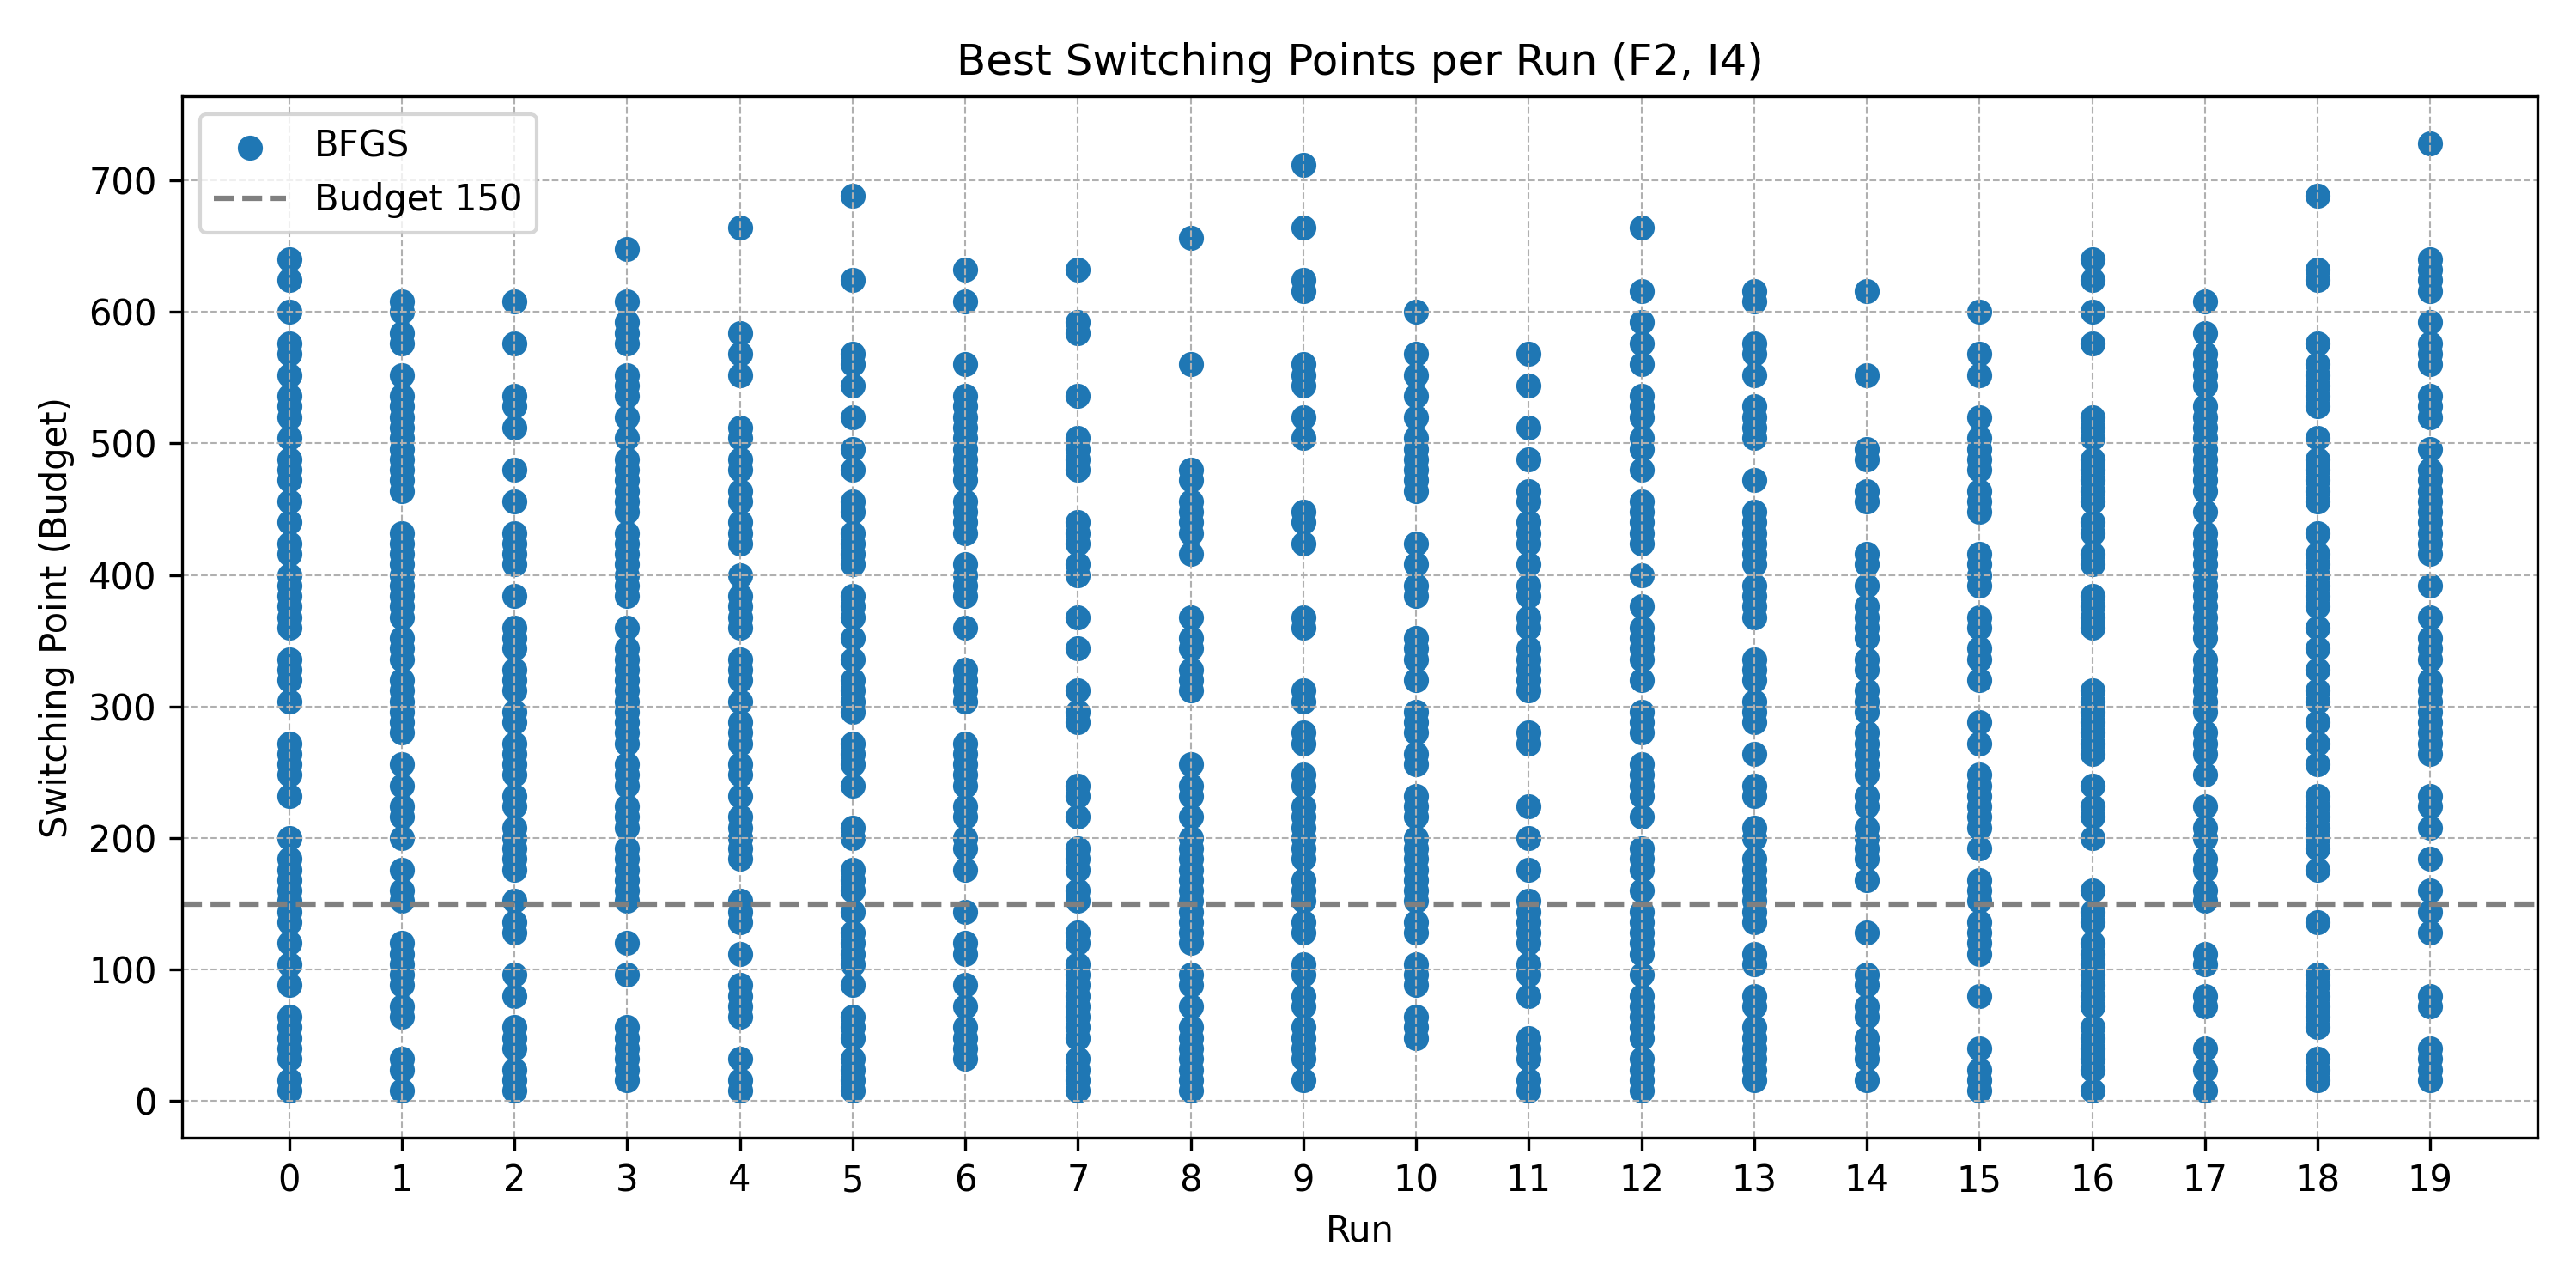 Best Switching Points per Run (F2, I4)
BFGS
Budget 150
Switching Point (Budget)
700
600
500
400
300
200
100
0
0 1 2 3 4 5 6 7 8 9 10 11 12 13 14 15 16 17 18 19
Run